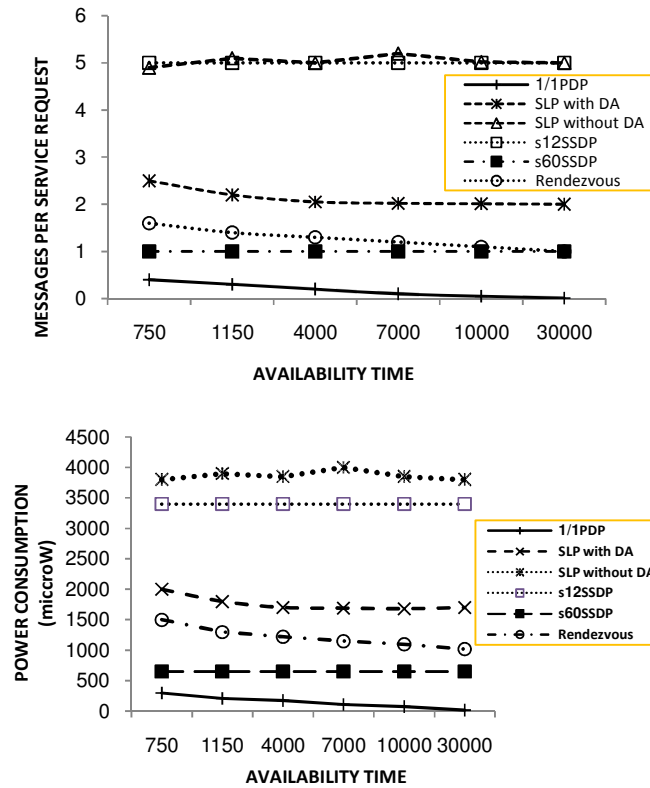 6
5
4
3
2
1
0
MESSAGES PER SERVICE REQUEST
1/1PDP
SLP with DA
SLP without DA
s12SSDP
s60SSDP
Rendezvous
750 1150 4000 7000 10000 30000
AVAILABILITY TIME
4500
4000
3500
3000
2500
2000
1500
1000
500
0
POWER CONSUMPTION
(miccroW)
1/1PDP
SLP with DA
SLP without DA
s12SSDP
s60SSDP
Rendezvous
750 1150 4000 7000 10000 30000
AVAILABILITY TIME